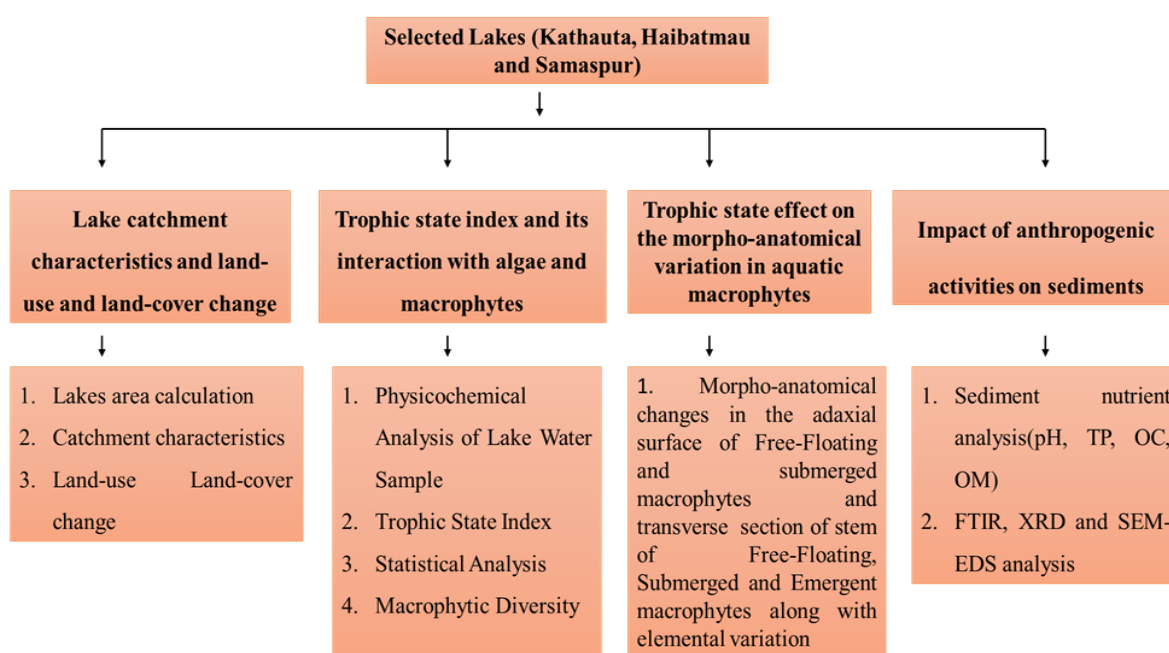 Selected Lakes (Kathauta, Haibatmau
and Samaspur)
Lake catchment
characteristics and land-
use and land-cover change
Trophic state index and its
interaction with algae and
macrophytes
Trophic state effect on
the morpho-anatomical
variation in aquatic
macrophytes
Impact of anthropogenic
activities on sediments
1. Lakes area calculation
2. Catchment characteristics
3. Land-use Land-cover
change
1. Physicochemical
Analysis of Lake Water
Sample
2. Trophic State Index
3. Statistical Analysis
4. Macrophytic Diversity
1. Morpho-anatomical
changes in the adaxial
surface of Free-Floating
and submerged
macrophytes and
transverse section of stem
of Free-Floating,
Submerged and Emergent
macrophytes along with
elemental variation
1. Sediment nutrient
analysis(pH, TP, OC,
OM)
2. FTIR, XRD and SEM-
EDS analysis